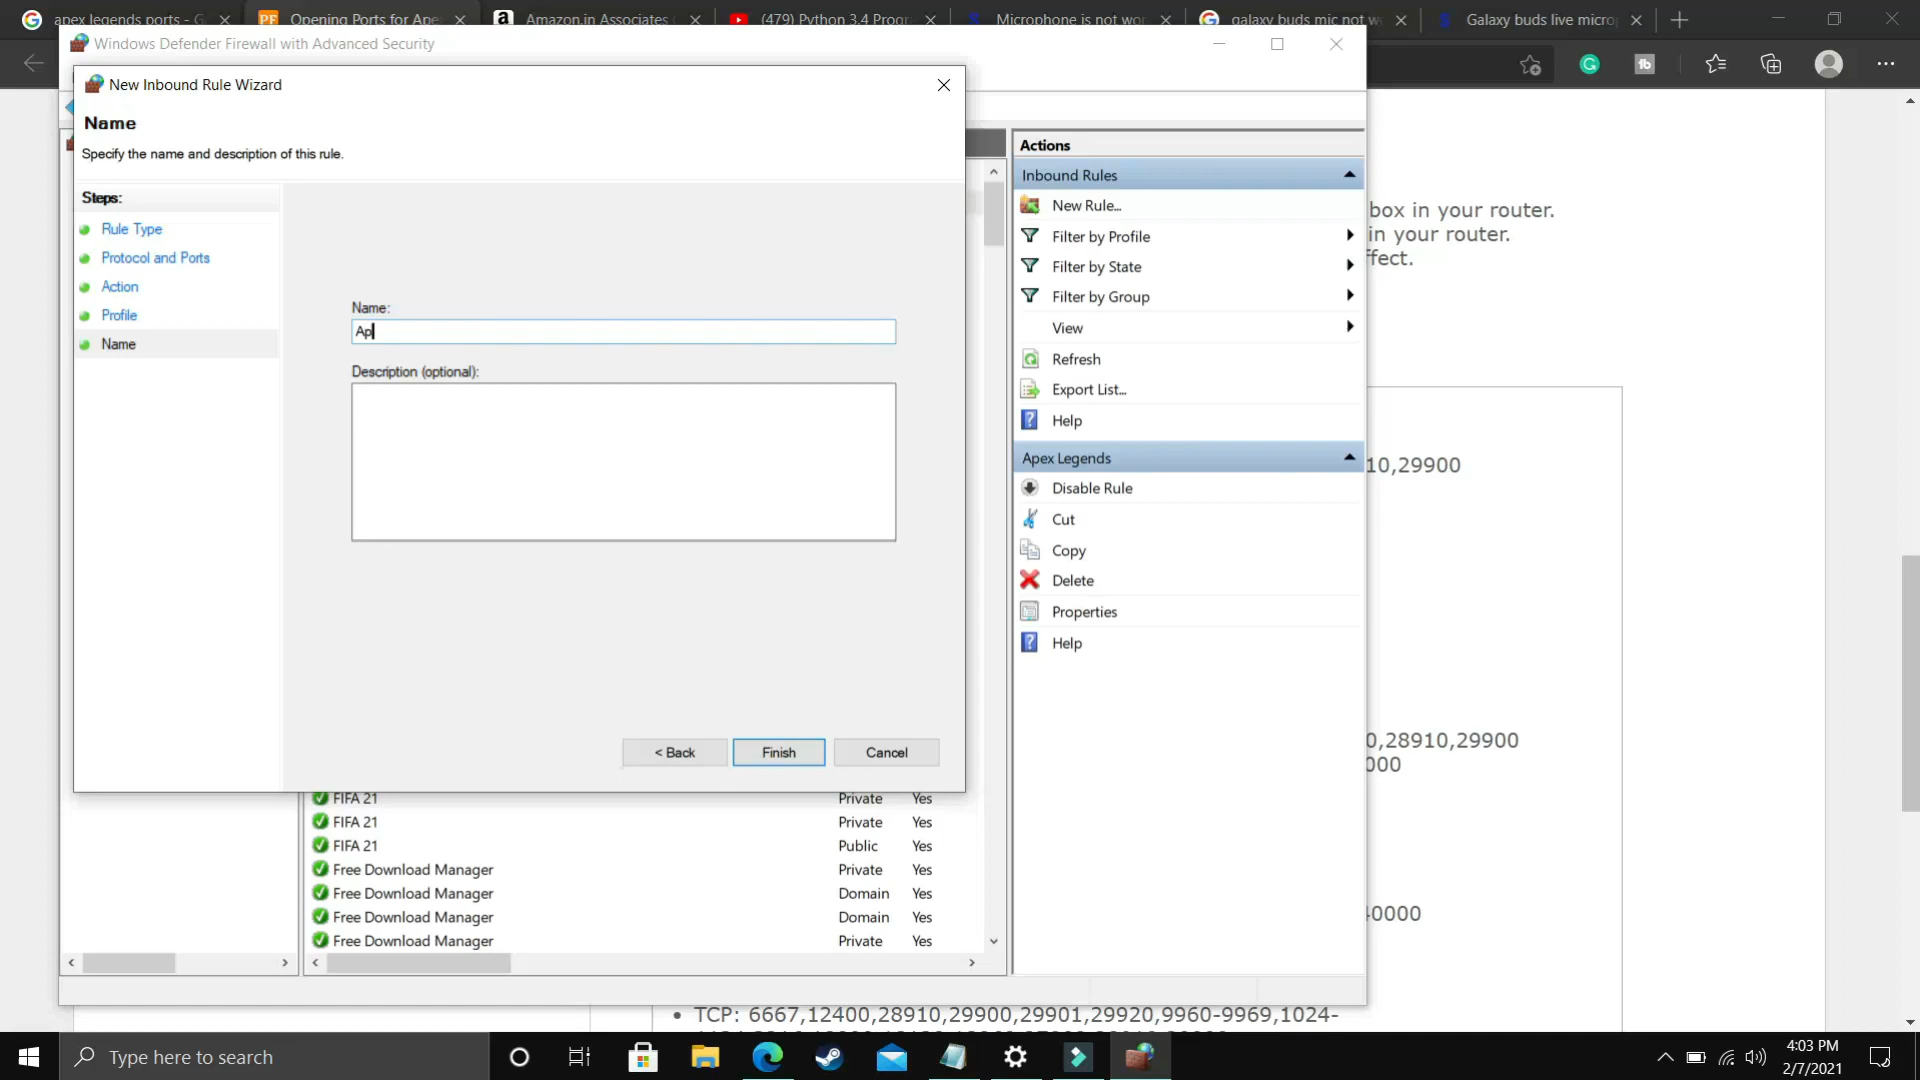 apex legends ports - G
Opening Ports for Ape
Amazon.in Associates
(479) Python 3.4 Progr
Microphone is not wor
galaxy buds mic not w
Galaxy buds live micro
Windows Defender Firewall with Advanced Security
New Inbound Rule Wizard
Name
Specify the name and description of this rule.
Steps:
Rule Type
Protocol and Ports
Action
Profile
Name
Name:
Ap
Description (optional):
< Back
Finish
Cancel
FIFA 21 Private Yes
FIFA 21 Private Yes
FIFA 21 Public Yes
Free Download Manager Private Yes
Free Download Manager Domain Yes
Free Download Manager Domain Yes
Free Download Manager Private Yes
Actions
Inbound Rules
New Rule...
Filter by Profile
Filter by State
Filter by Group
View
Refresh
Export List...
Help
Apex Legends
Disable Rule
Cut
Copy
Delete
Properties
Help
box in your router.
in your router.
ffect.
10,29900
0,28910,29900
000
40000
• TCP: 6667,12400,28910,29900,29901,29920,9960-9969,1024-
Type here to search
4:03 PM
2/7/2021